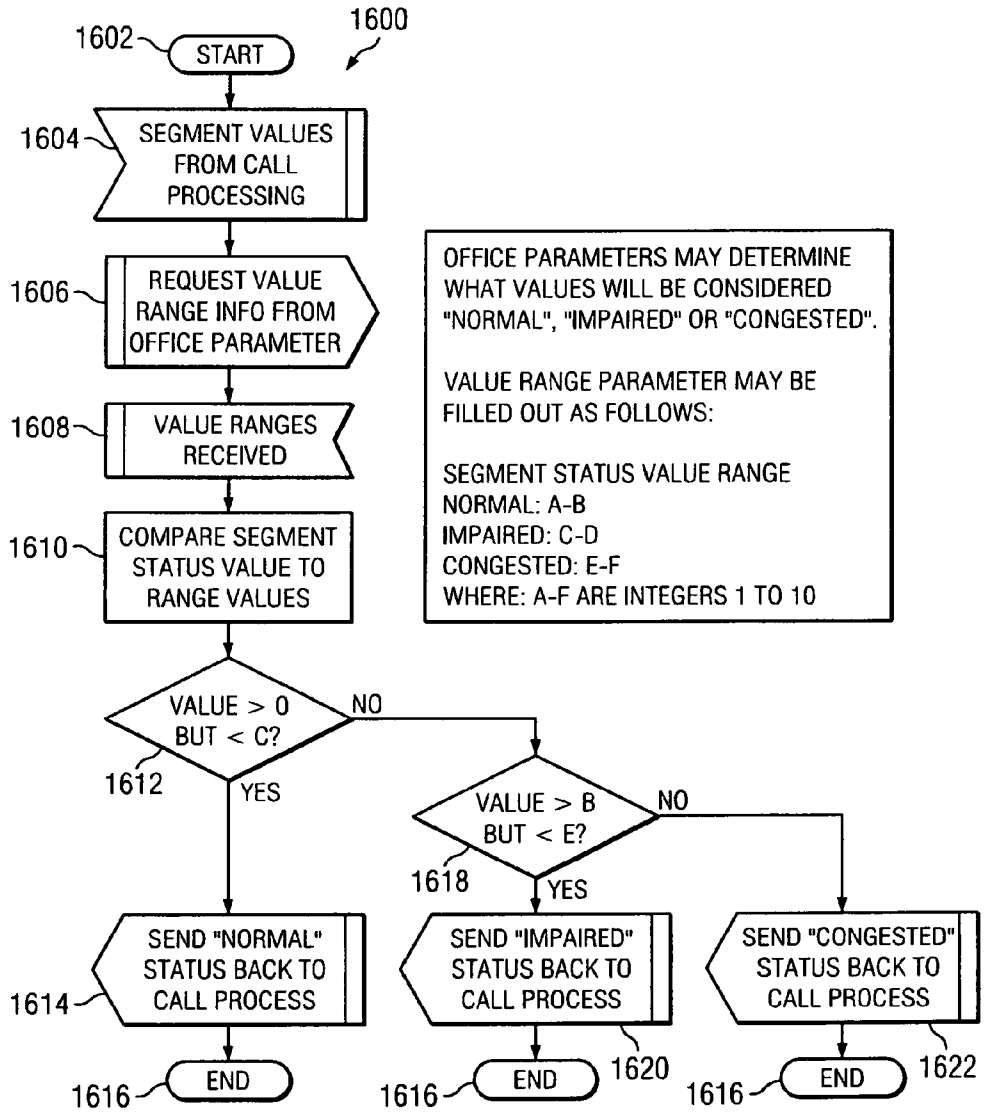 1600
1602
START
1604
SEGMENT VALUES
FROM CALL
PROCESSING
1606
REQUEST VALUE
RANGE INFO FROM
OFFICE PARAMETER
1608
VALUE RANGES
RECEIVED
1610
COMPARE SEGMENT
STATUS VALUE TO
RANGE VALUES
OFFICE PARAMETERS MAY DETERMINE
WHAT VALUES WILL BE CONSIDERED
"NORMAL", "IMPAIRED" OR "CONGESTED".
VALUE RANGE PARAMETER MAY BE
FILLED OUT AS FOLLOWS:
SEGMENT STATUS VALUE RANGE
NORMAL: A-B
IMPAIRED: C-D
CONGESTED: E-F
WHERE: A-F ARE INTEGERS 1 TO 10
VALUE > 0
BUT < C?
NO
1612
YES
VALUE > B
BUT < E?
NO
1618
YES
SEND "NORMAL"
STATUS BACK TO
CALL PROCESS
1614
SEND "IMPAIRED"
STATUS BACK TO
CALL PROCESS
1620
SEND "CONGESTED"
STATUS BACK TO
CALL PROCESS
1622
1616
END
1616
END
1616
END